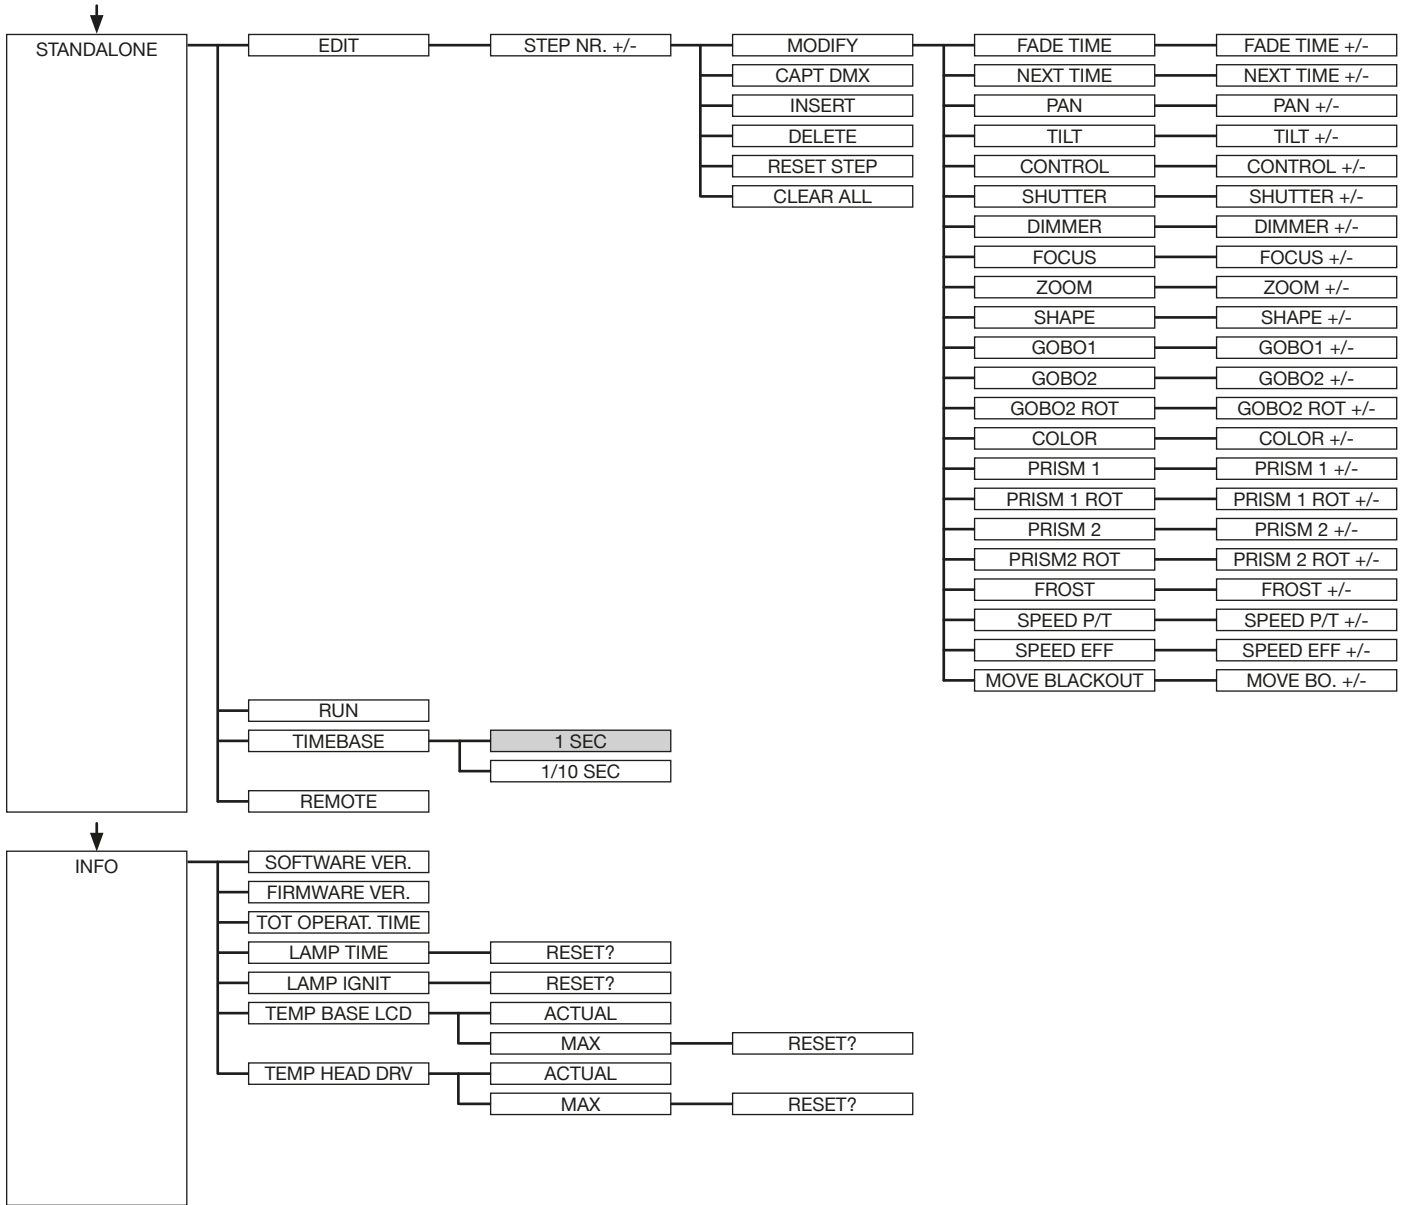 STANDALONE EDIT STEP NR. +/- MODIFY FADE TIME FADE TIME +/-
CAPT DMX NEXT TIME NEXT TIME +/-
INSERT PAN PAN +/-
DELETE TILT TILT +/-
RESET STEP CONTROL CONTROL +/-
CLEAR ALL SHUTTER SHUTTER +/-
DIMMER DIMMER +/-
FOCUS FOCUS +/-
ZOOM ZOOM +/-
SHAPE SHAPE +/-
GOBO1 GOBO1 +/-
GOBO2 GOBO2 +/-
GOBO2 ROT GOBO2 ROT +/-
COLOR COLOR +/-
PRISM 1 PRISM 1 +/-
PRISM 1 ROT PRISM 1 ROT +/-
PRISM 2 PRISM 2 +/-
PRISM2 ROT PRISM 2 ROT +/-
FROST FROST +/-
SPEED P/T SPEED P/T +/-
SPEED EFF SPEED EFF +/-
MOVE BLACKOUT MOVE BO. +/-
RUN
TIMEBASE 1 SEC
1/10 SEC
REMOTE
INFO SOFTWARE VER.
FIRMWARE VER.
TOT OPERAT. TIME
LAMP TIME RESET?
LAMP IGNIT RESET?
TEMP BASE LCD ACTUAL
MAX RESET?
TEMP HEAD DRV ACTUAL
MAX RESET?